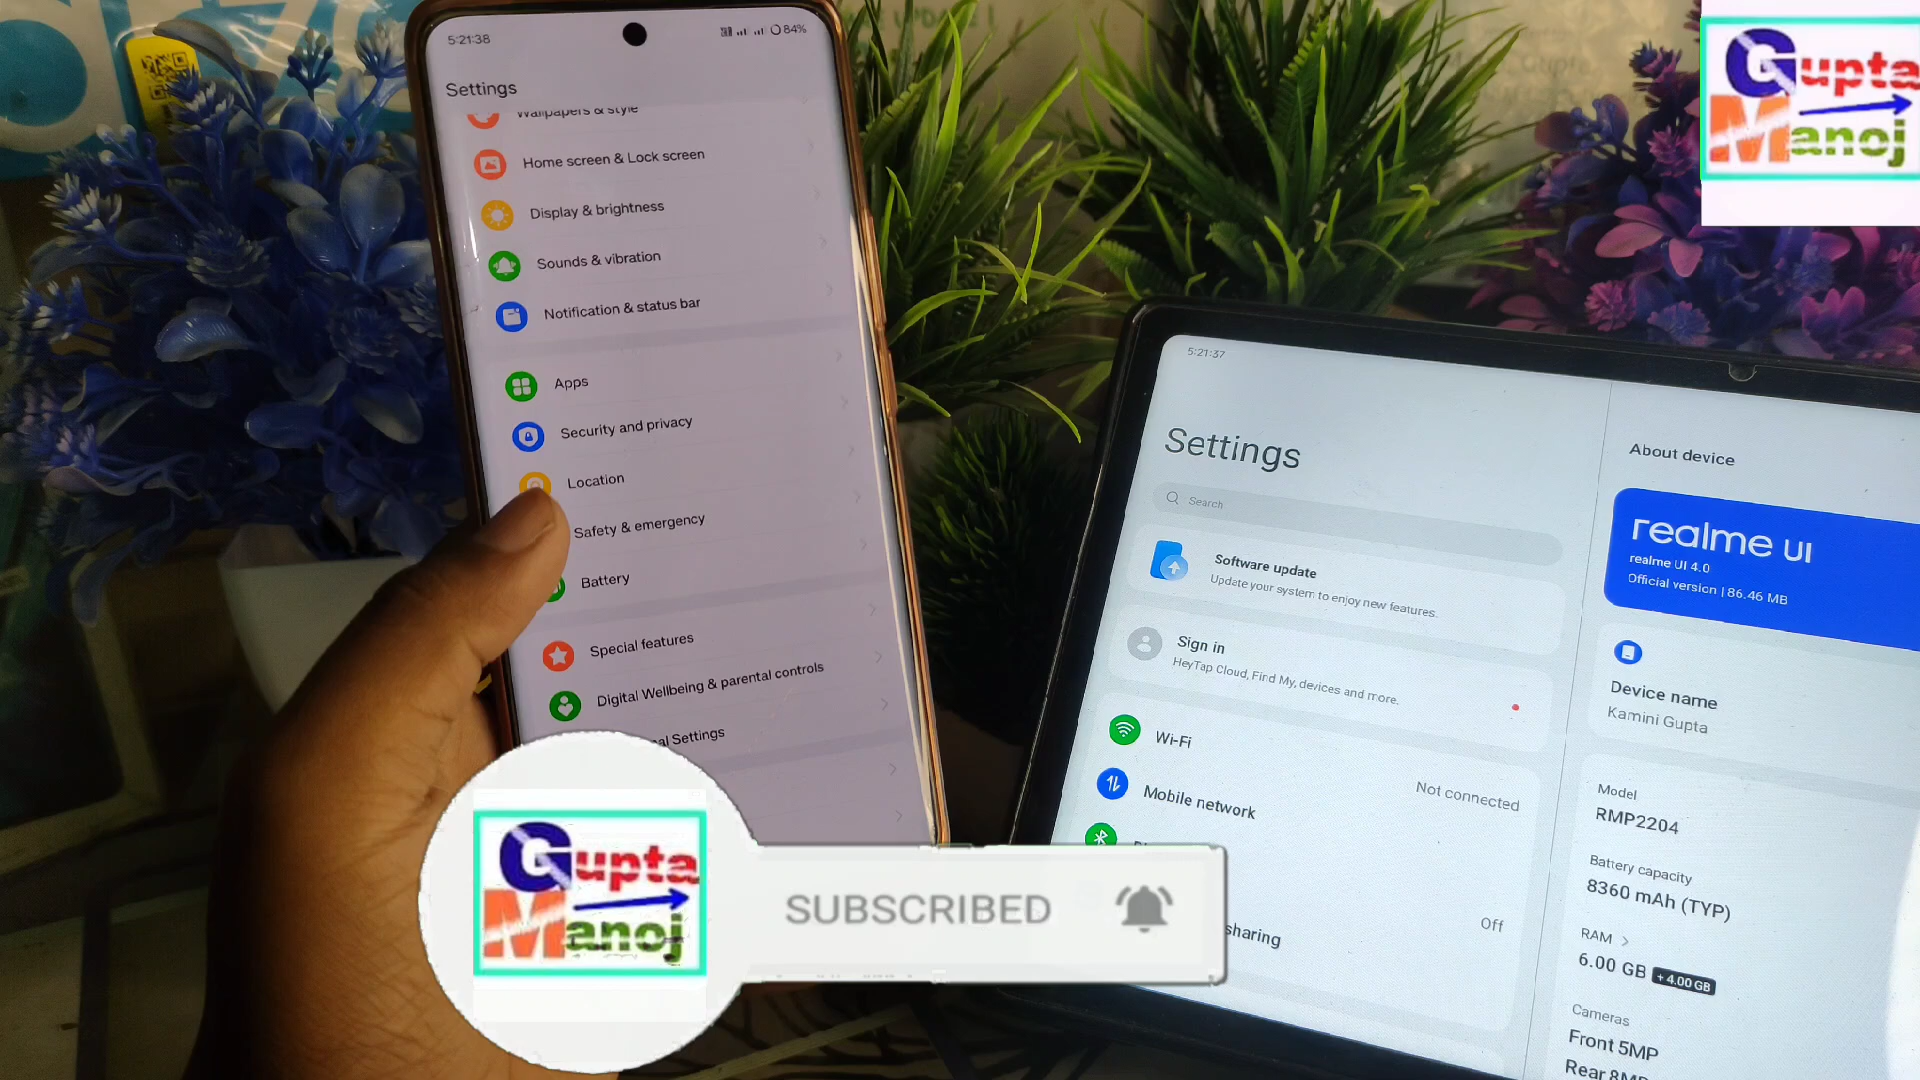 5:21:38
84%
Settings
Wallpapers & style
Home screen & Lock screen
Display & brightness
Sounds & vibration
Notification & status bar
Apps
Security and privacy
Location
Safety & emergency
Battery
Special features
Digital Wellbeing & parental controls
al Settings
Gupta
Manoj
SUBSCRIBED
Gupta
Manoj
5:21:37
Settings
Search
Software update
Update your system to enjoy new features.
Sign in
HeyTap Cloud, Find My, devices and more.
Wi-Fi
Not connected
Mobile network
Off
sharing
About device
realme UI
realme UI 4.0
Official version | 86.46 MB
Device name
Kamini Gupta
Model
RMP2204
Battery capacity
8360 mAh (TYP)
RAM >
6.00 GB + 4.00 GB
Cameras
Front 5MP
Rear 8MP